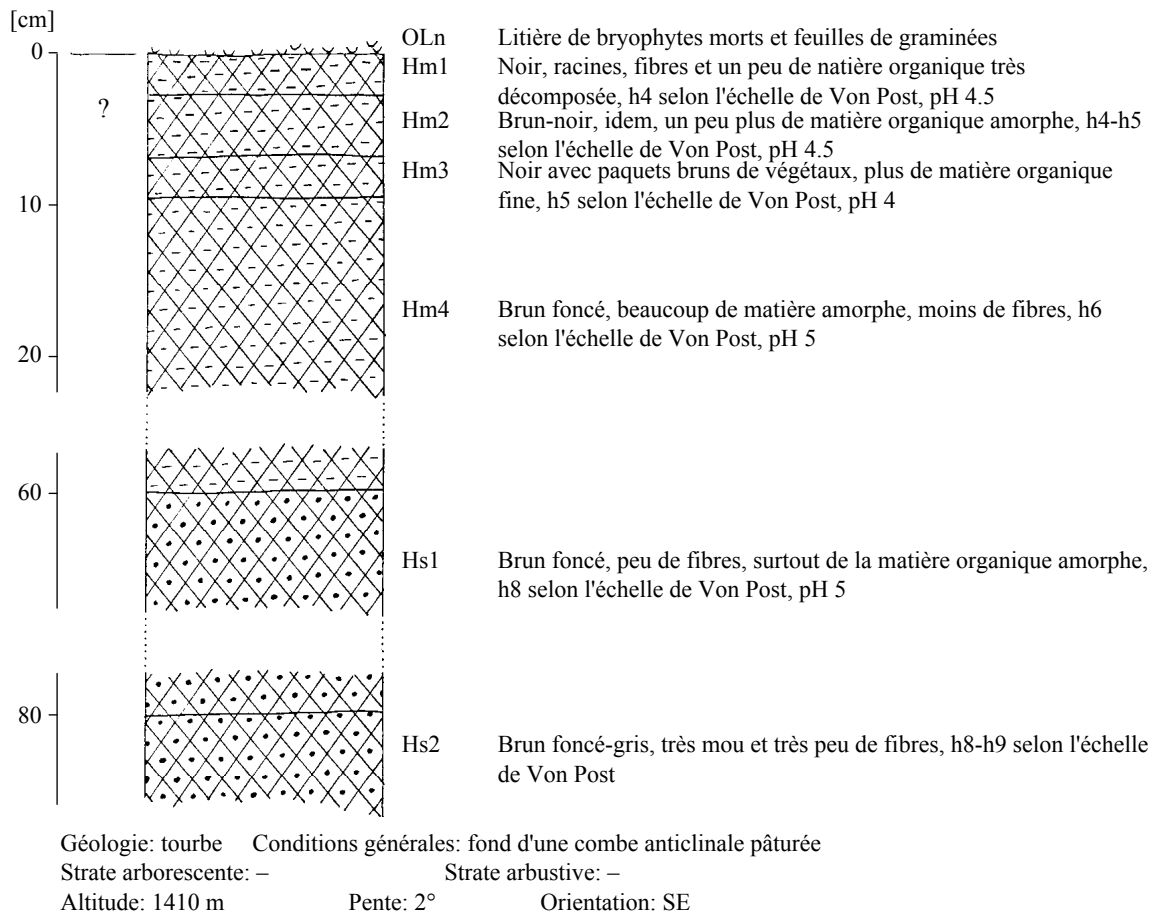 [cm]
0
OLn Litière de bryophytes morts et feuilles de graminées
Hm1 Noir, racines, fibres et un peu de natière organique très
décomposée, h4 selon l'échelle de Von Post, pH 4.5
?
Hm2 Brun-noir, idem, un peu plus de matière organique amorphe, h4-h5
selon l'échelle de Von Post, pH 4.5
Hm3 Noir avec paquets bruns de végétaux, plus de matière organique
fine, h5 selon l'échelle de Von Post, pH 4
10
Hm4 Brun foncé, beaucoup de matière amorphe, moins de fibres, h6
selon l'échelle de Von Post, pH 5
20
60
Hs1 Brun foncé, peu de fibres, surtout de la matière organique amorphe,
h8 selon l'échelle de Von Post, pH 5
80
Hs2 Brun foncé-gris, très mou et très peu de fibres, h8-h9 selon l'échelle
de Von Post
Géologie: tourbe Conditions générales: fond d'une combe anticlinale pâturée
Strate arborescente: – Strate arbustive: –
Altitude: 1410 m Pente: 2° Orientation: SE